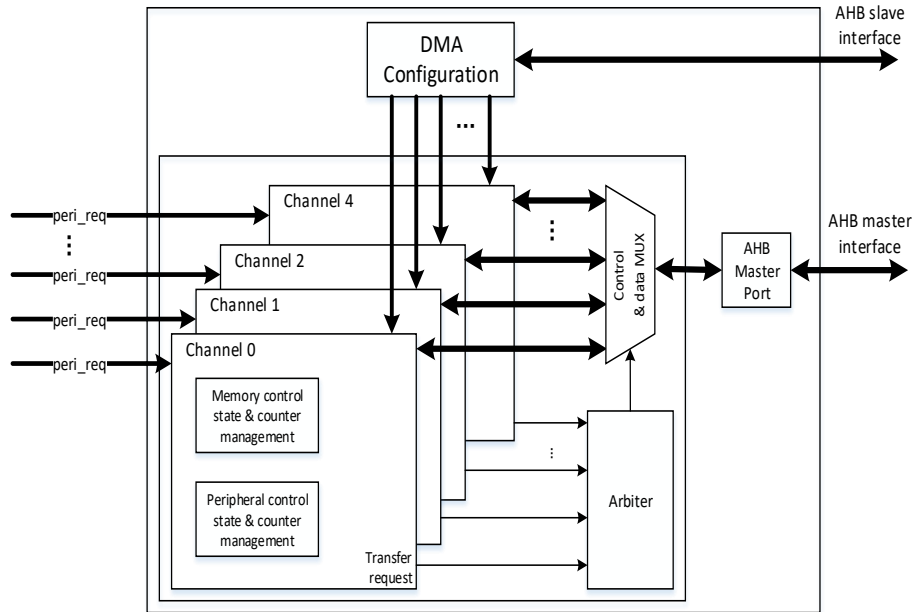 AHB slave
interface
DMA
Configuration
...
Channel 4
peri_req
...
...
Channel 2
peri_req
Control
& data MUX
AHB
Master
Port
AHB master
interface
Channel 1
peri_req
Channel 0
peri_req
Memory control
state & counter
management
...
Arbiter
Peripheral control
state & counter
management
Transfer
request